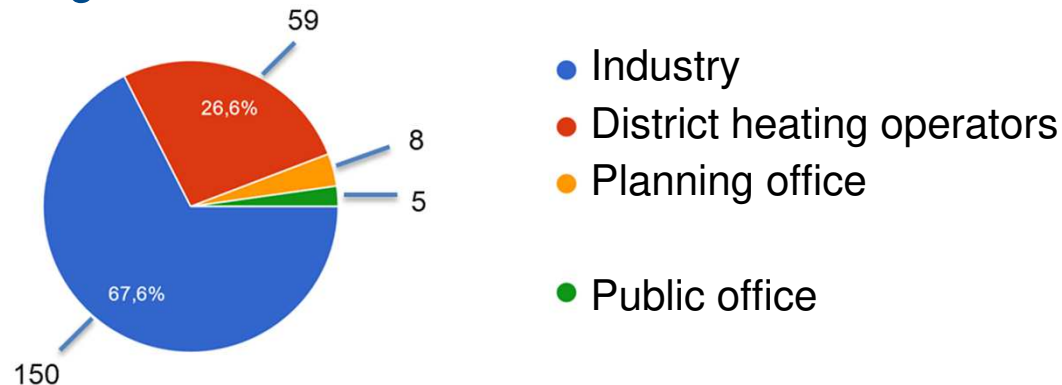 59
26,6%
8
5
67,6%
150
Industry
District heating operators
Planning office
Public office